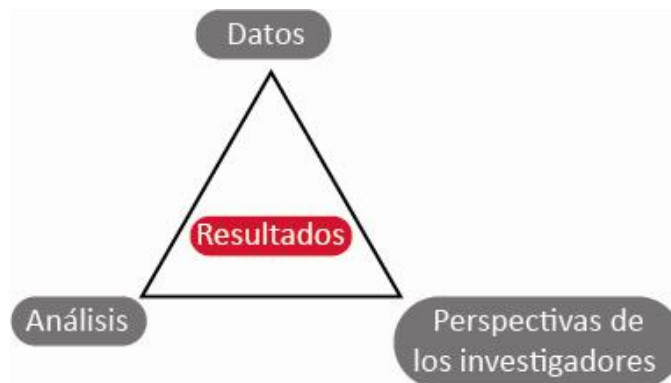 Datos
Resultados
Análisis
Perspectivas de
los investigadores